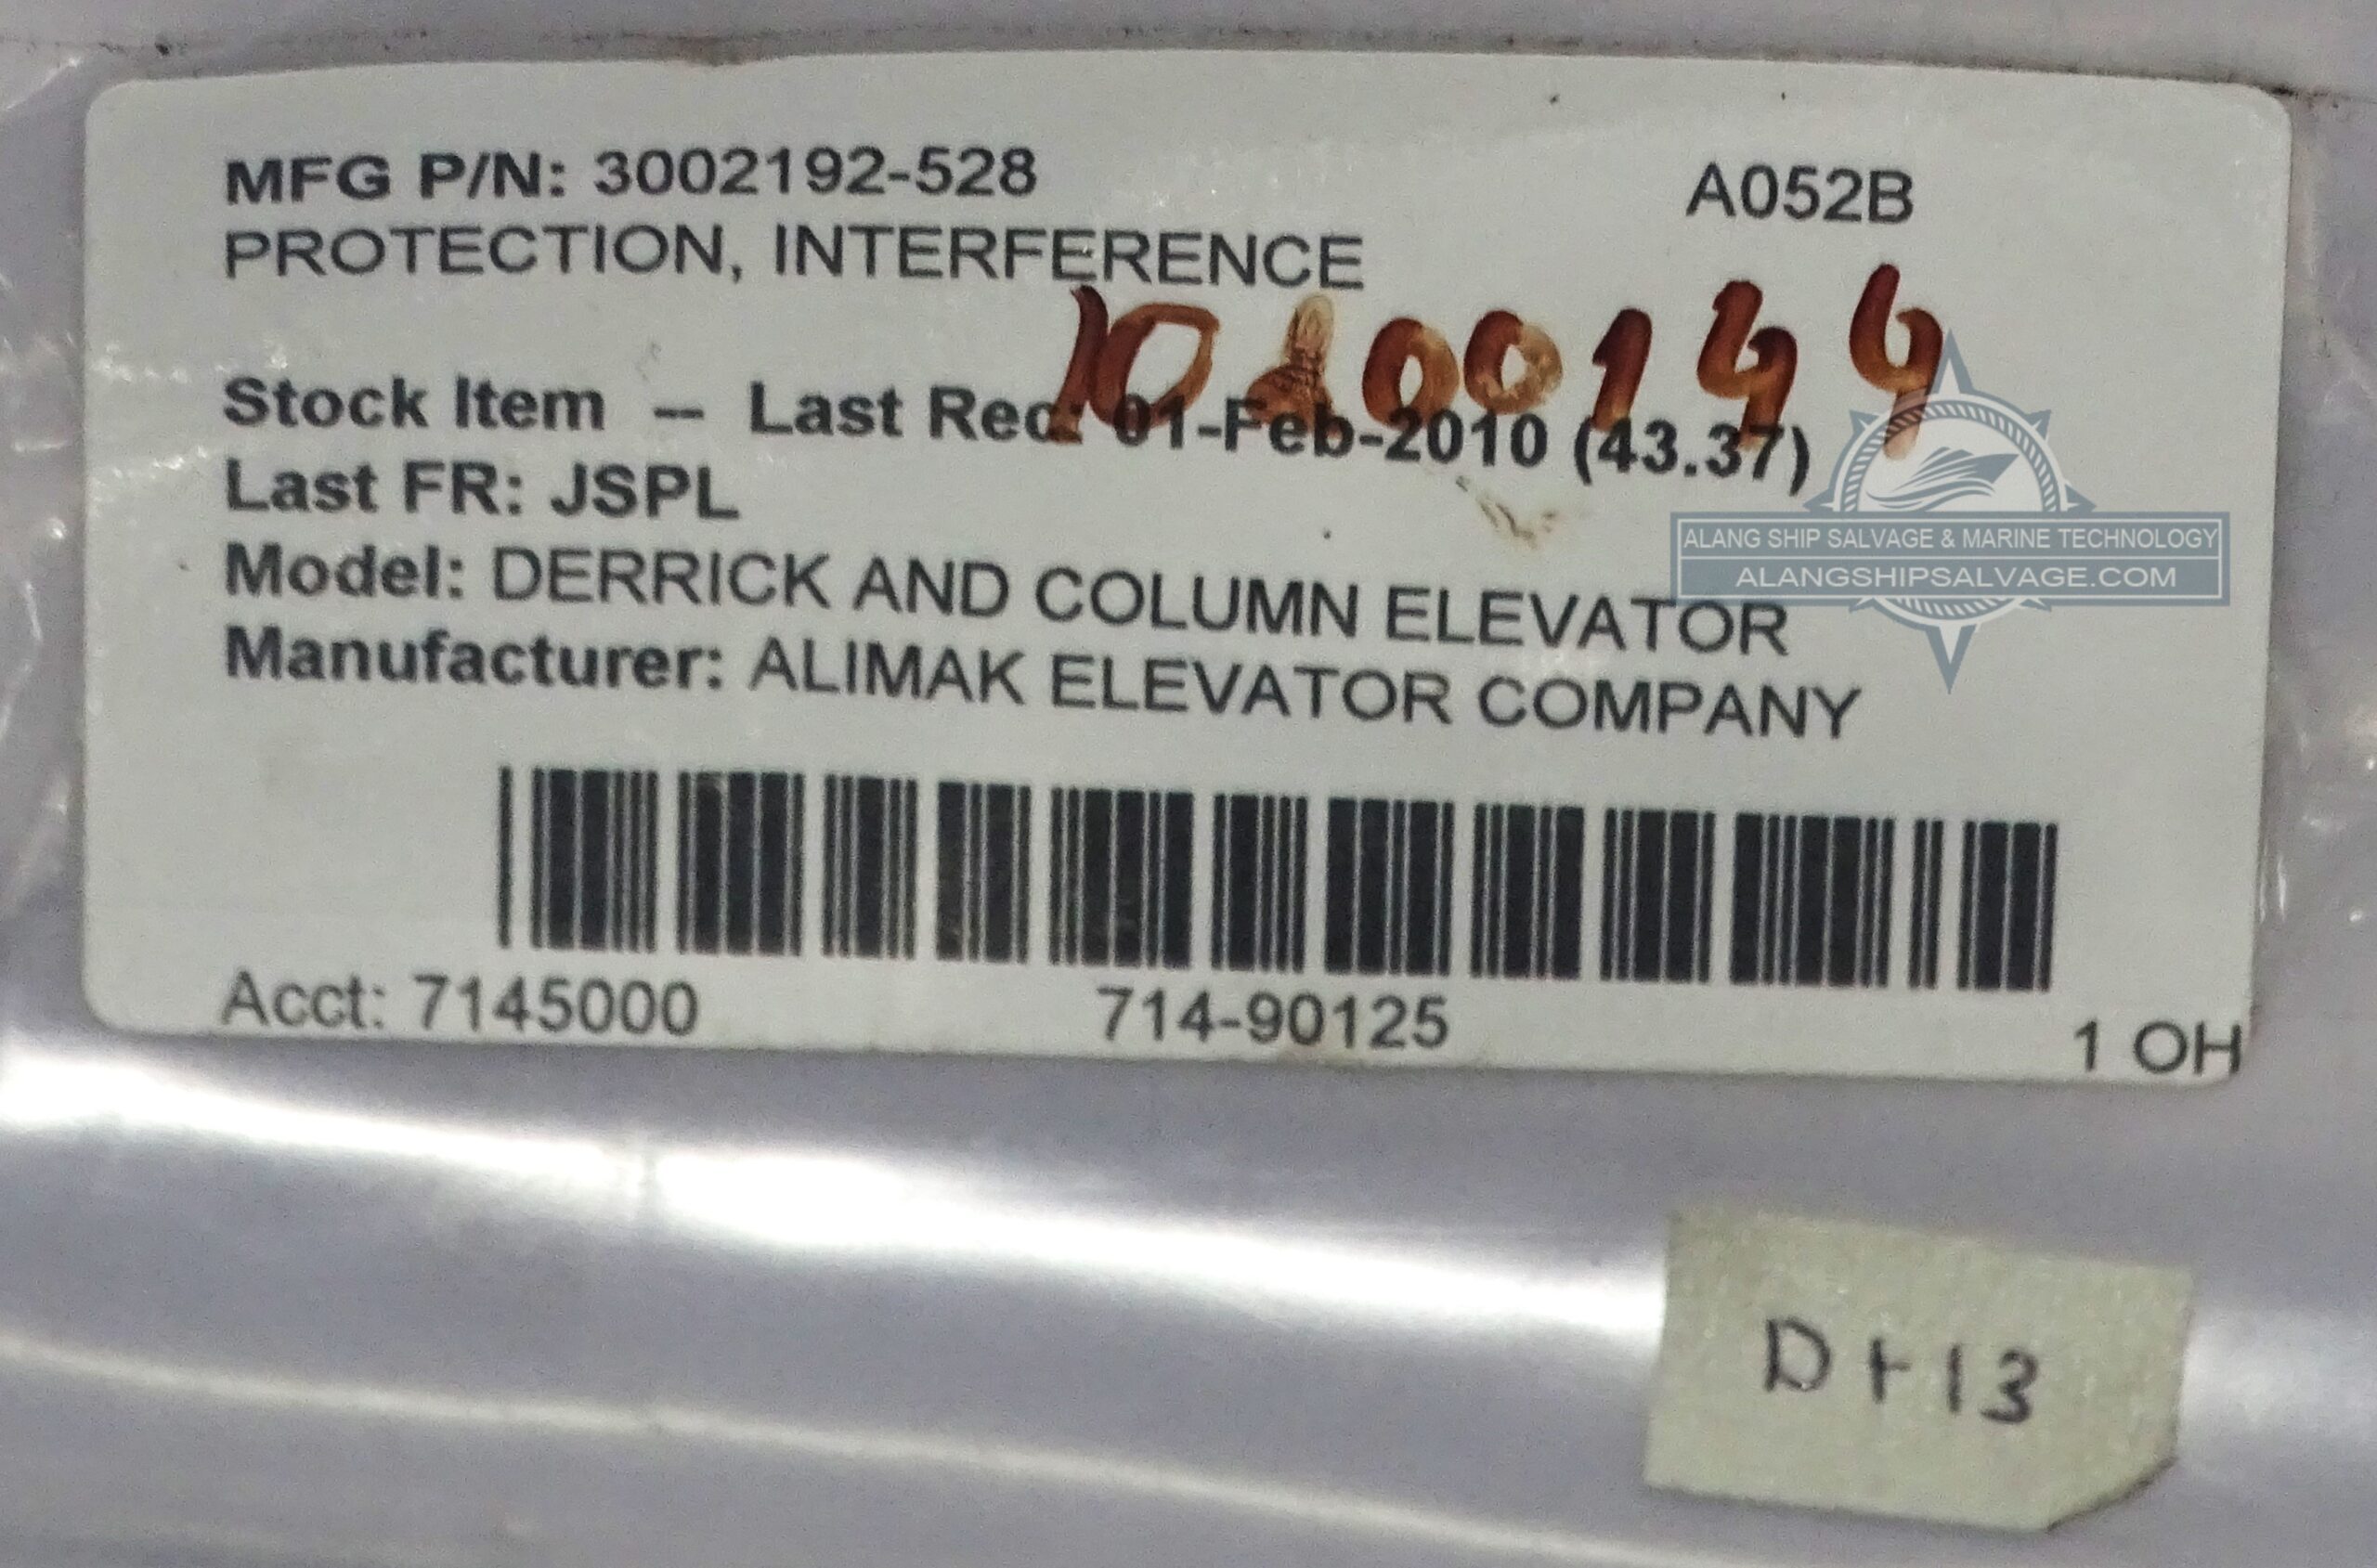 MFG P/N: 3002192-528
A052B
PROTECTION, INTERFERENCE
Stock Item -- Last Rec: 01-Feb-2010 (43.37)
Last FR: JSPL
Model: DERRICK AND COLUMN ELEVATOR
Manufacturer: ALIMAK ELEVATOR COMPANY
ALANG SHIP SALVAGE & MARINE TECHNOLOGY
ALANGSHIPSALVAGE.COM
Acct: 7145000
714-90125
1 OH